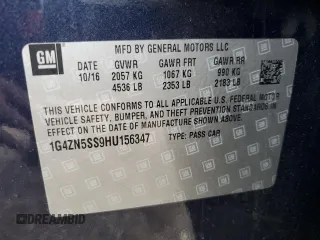 GM
MFD BY GENERAL MOTORS LLC
10/16
GVWR
2057 KG
4536 LB
GAWR FRT
1067 KG
2353 LB
GAWR RR
990 KG
2183 LB
THIS VEHICLE CONFORMS TO ALL APPLICABLE U.S. FEDERAL MOTOR
VEHICLE SAFETY, BUMPER, AND THEFT PREVENTION STANDARDS IN
EFFECT ON THE DATE OF MANUFACTURE SHOWN ABOVE.
1G4ZN5SS9HU156347 TYPE: PASS CAR